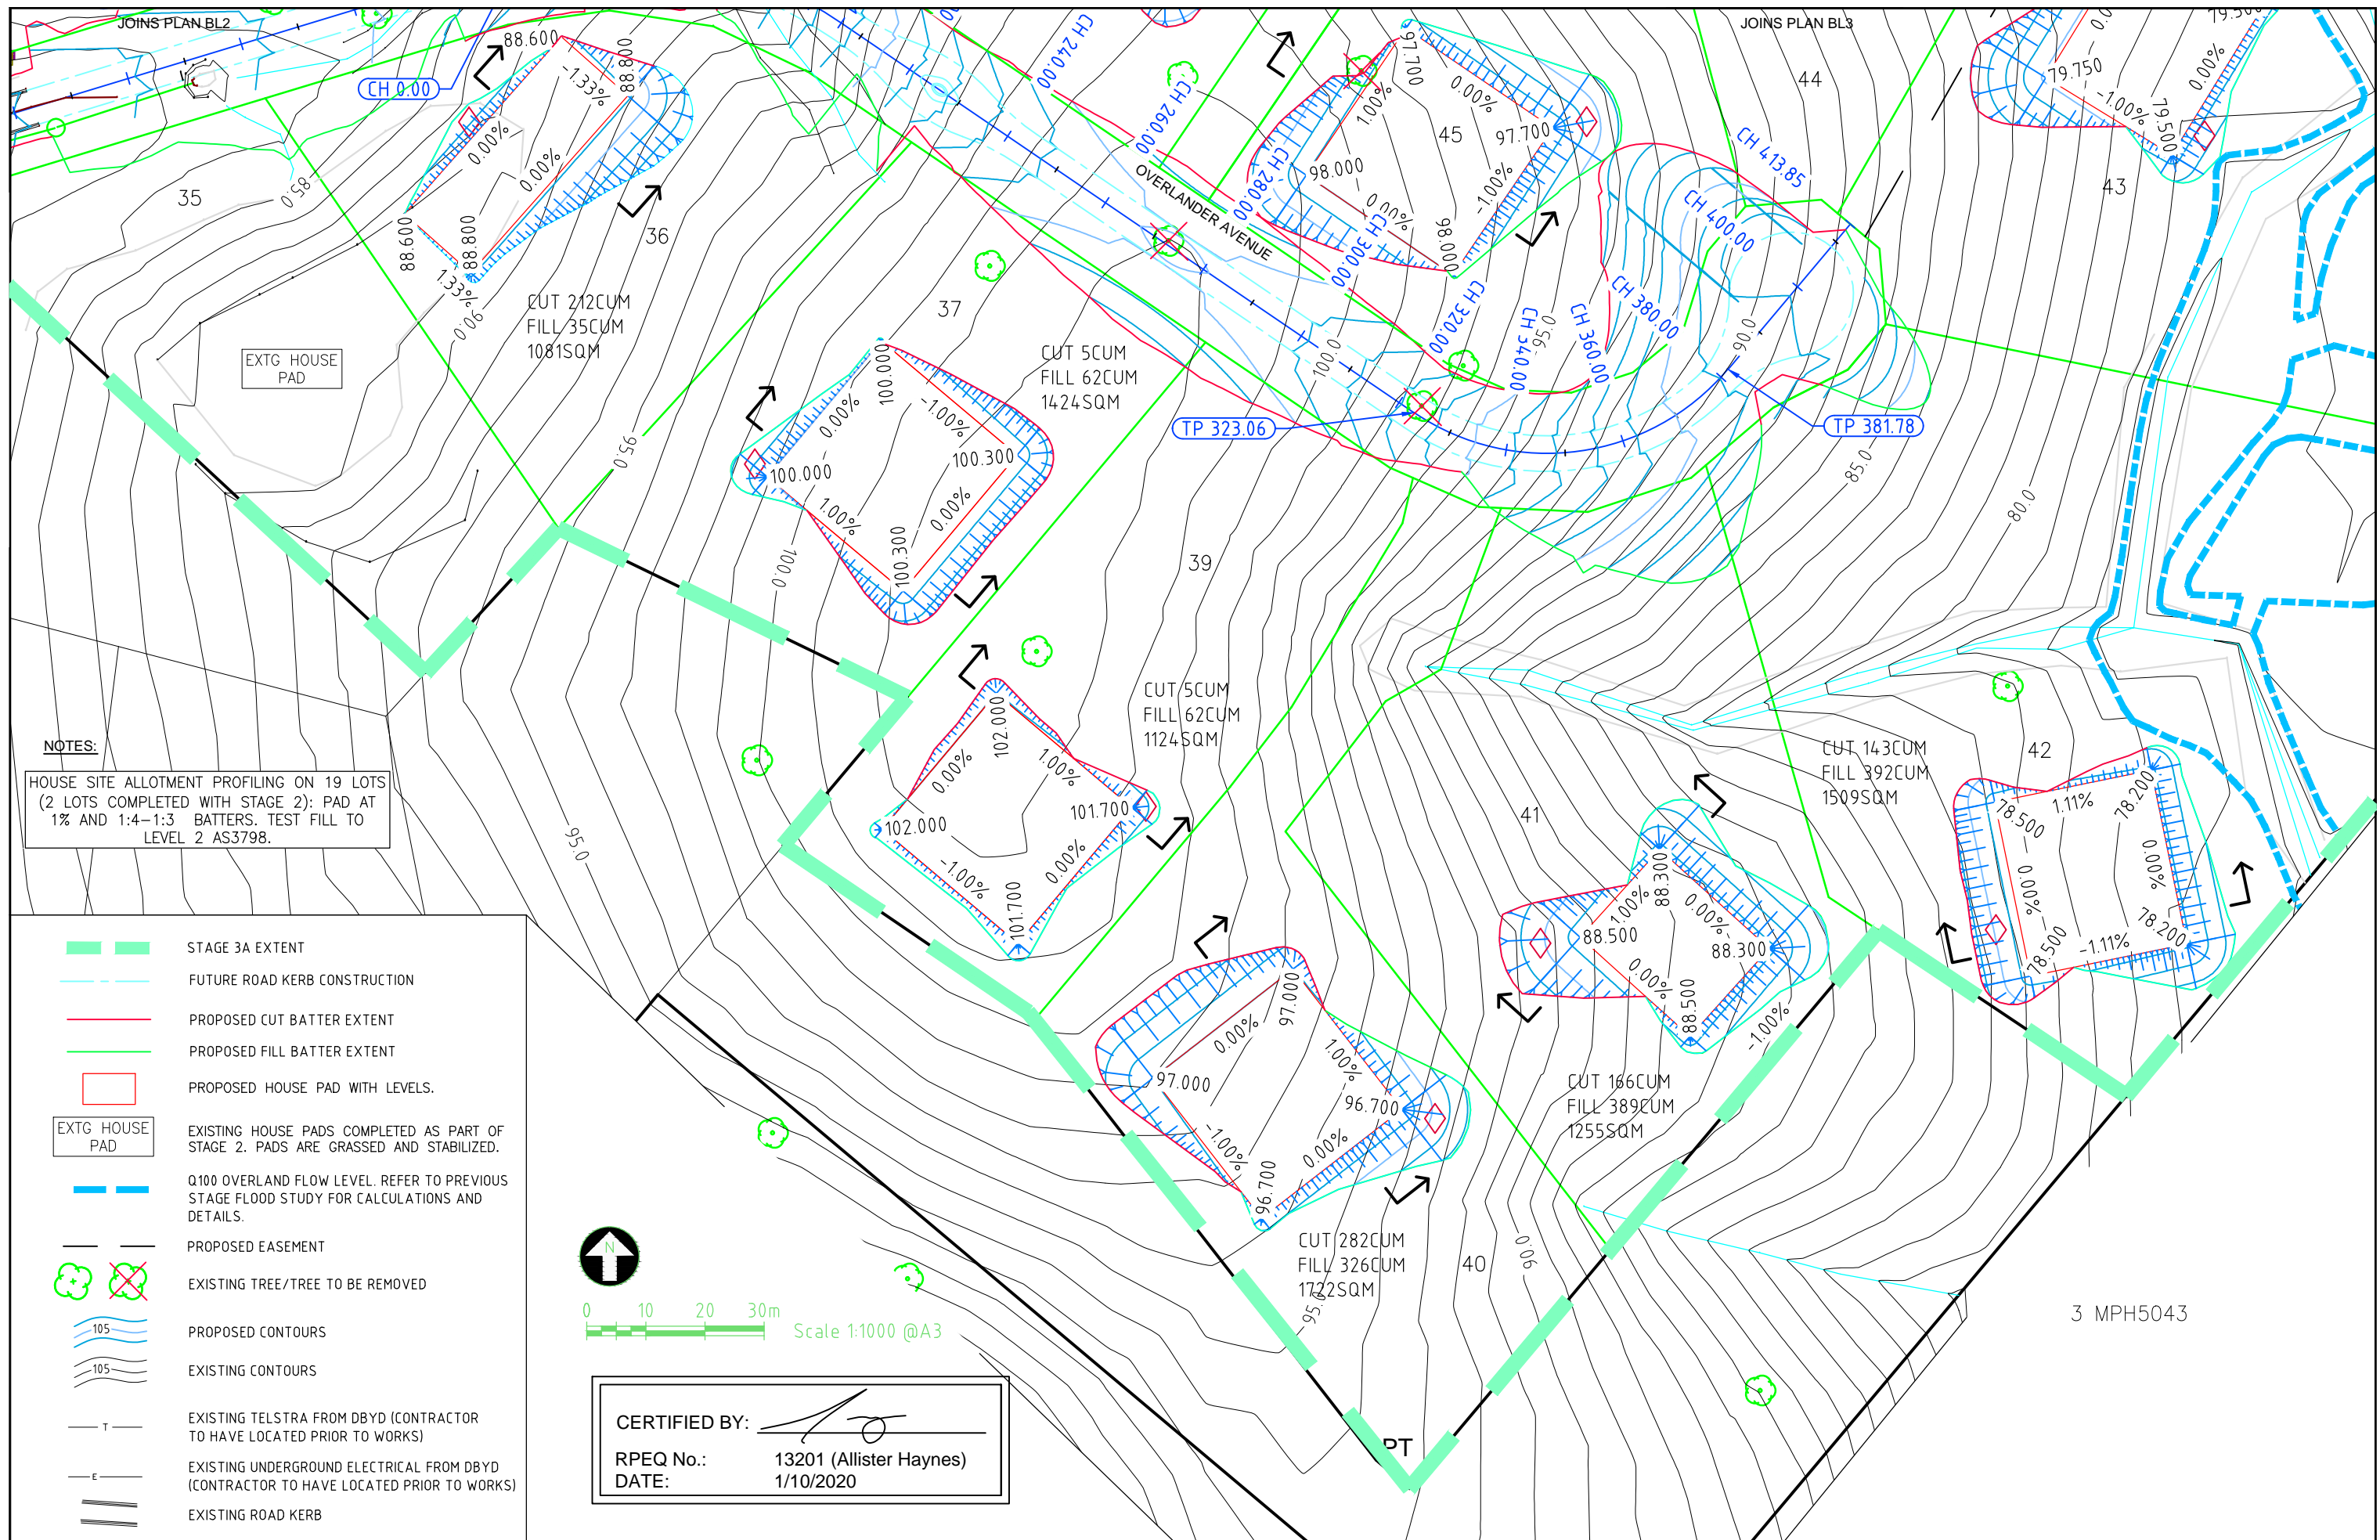 JOINS PLAN BL2
JOINS PLAN BL3
CH 0.00
88.600
-1.33%
88.800
0.00%
0.00%
88.600
88.800
1.33%
35
85.0
36
90.0
CUT 212CUM
FILL 35CUM
1081SQM
EXTG HOUSE
PAD
CH 240.00
CH 260.00
CH 280.00
CH 300.00
CH 320.00
CH 340.00
CH 360.00
CH 380.00
CH 400.00
CH 413.85
OVERLANDER AVENUE
97.700
0.00%
1.00%
45
97.700
98.000
0.00%
-1.00%
98.000
44
79.750
-1.00%
79.500
0.00%
79.500
43
37
100.0
95.0
90.0
85.0
80.0
TP 323.06
TP 381.78
CUT 5CUM
FILL 62CUM
1424SQM
100.000
0.00%
-1.00%
100.300
100.000
1.00%
0.00%
100.300
95.0
100.0
39
CUT 5CUM
FILL 62CUM
1124SQM
102.000
0.00%
1.00%
101.700
102.000
-1.00%
0.00%
101.700
95.0
NOTES:
HOUSE SITE ALLOTMENT PROFILING ON 19 LOTS
(2 LOTS COMPLETED WITH STAGE 2): PAD AT
1% AND 1:4-1:3 BATTERS. TEST FILL TO
LEVEL 2 AS3798.
CUT 143CUM
FILL 392CUM
1509SQM
42
78.500
1.11%
78.200
0.00%
0.00%
78.500
-1.11%
78.200
41
88.300
1.00%
0.00%
88.500
88.300
0.00%
88.500
-1.00%
CUT 166CUM
FILL 389CUM
1255SQM
97.000
0.00%
97.000
1.00%
96.700
-1.00%
0.00%
96.700
CUT 282CUM
FILL 326CUM
1722SQM
40
90.0
95.0
3 MPH5043
PT
STAGE 3A EXTENT
FUTURE ROAD KERB CONSTRUCTION
PROPOSED CUT BATTER EXTENT
PROPOSED FILL BATTER EXTENT
PROPOSED HOUSE PAD WITH LEVELS.
EXTG HOUSE
PAD
EXISTING HOUSE PADS COMPLETED AS PART OF
STAGE 2. PADS ARE GRASSED AND STABILIZED.
Q100 OVERLAND FLOW LEVEL. REFER TO PREVIOUS
STAGE FLOOD STUDY FOR CALCULATIONS AND
DETAILS.
PROPOSED EASEMENT
EXISTING TREE/TREE TO BE REMOVED
105
PROPOSED CONTOURS
105
EXISTING CONTOURS
T
EXISTING TELSTRA FROM DBYD (CONTRACTOR
TO HAVE LOCATED PRIOR TO WORKS)
E
EXISTING UNDERGROUND ELECTRICAL FROM DBYD
(CONTRACTOR TO HAVE LOCATED PRIOR TO WORKS)
EXISTING ROAD KERB
N
0 10 20 30m
Scale 1:1000 @A3
CERTIFIED BY:
RPEQ No.: 13201 (Allister Haynes)
DATE: 1/10/2020